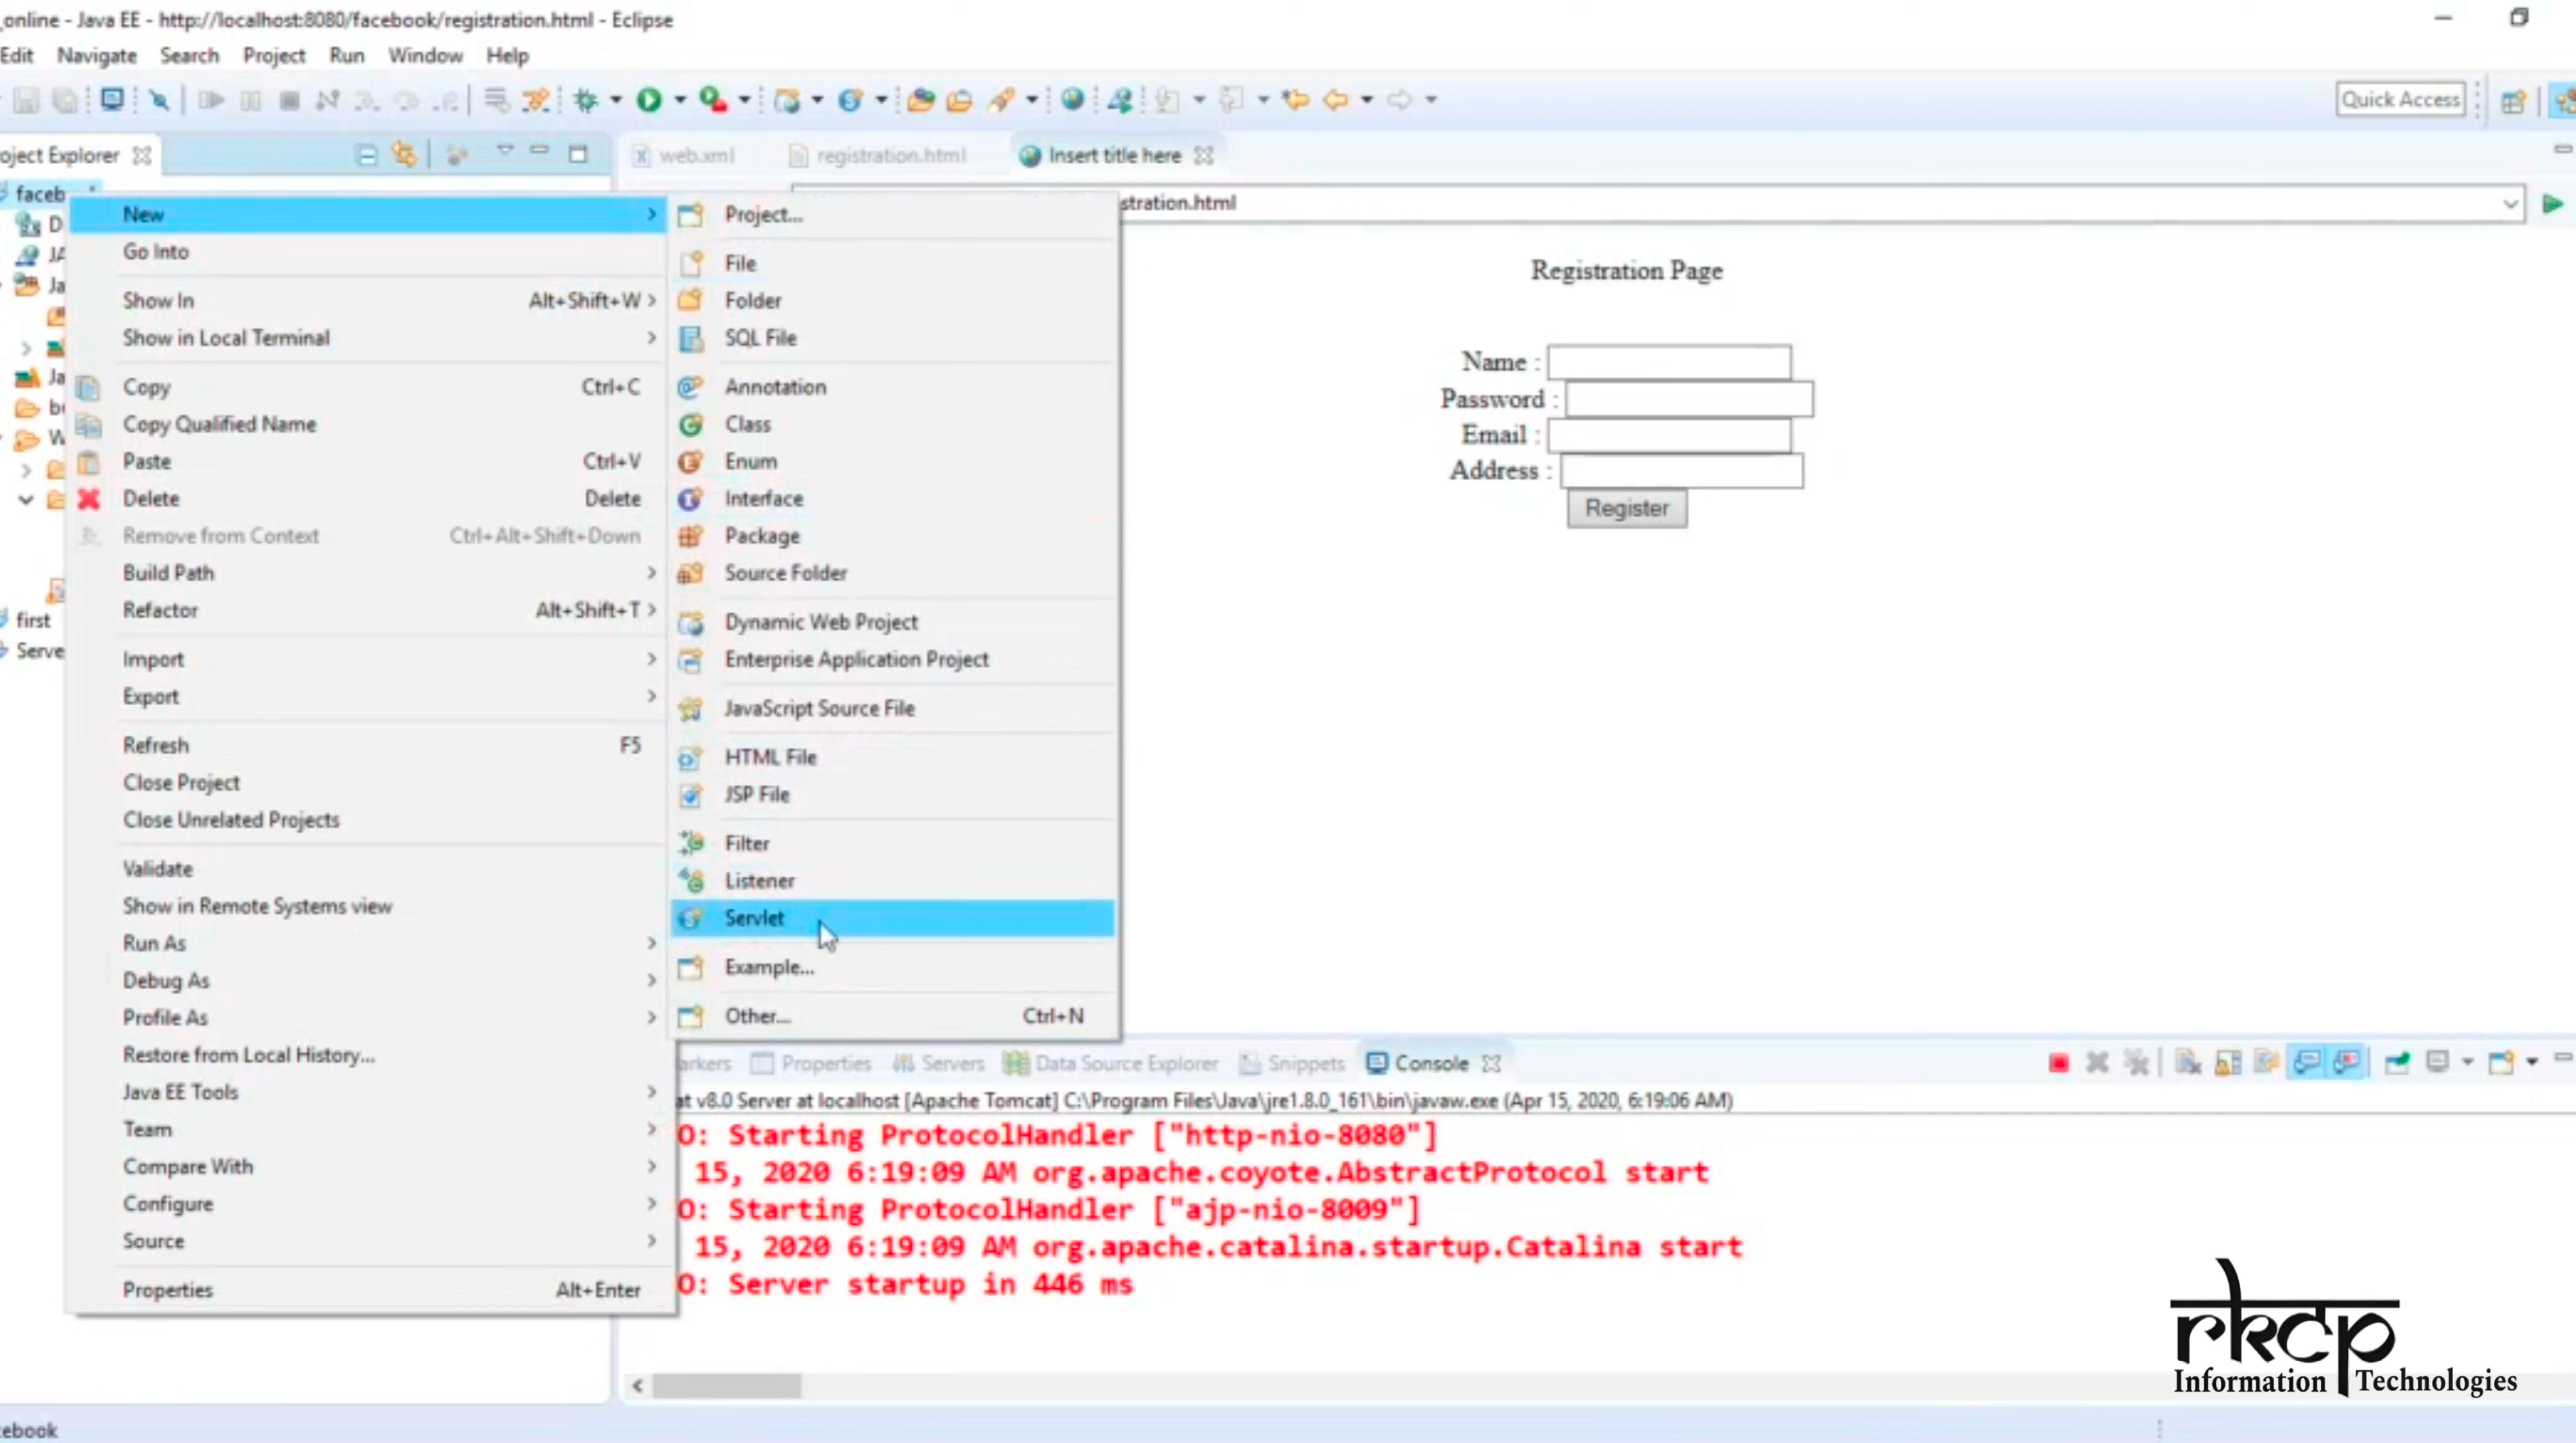 _online - Java EE - http://localhost:8080/facebook/registration.html - Eclipse
Edit Navigate Search Project Run Window Help
Quick Access
oject Explorer
web.xml registration.html Insert title here
faceb
stration.html
D
JA
Ja
Ja
W
first
Serve
New
Go Into
Show In Alt+Shift+W
Show in Local Terminal
Copy Ctrl+C
Copy Qualified Name
Paste Ctrl+V
Delete Delete
Remove from Context Ctrl+Alt+Shift+Down
Build Path
Refactor Alt+Shift+T
Import
Export
Refresh F5
Close Project
Close Unrelated Projects
Validate
Show in Remote Systems view
Run As
Debug As
Profile As
Restore from Local History...
Java EE Tools
Team
Compare With
Configure
Source
Properties Alt+Enter
Project...
File
Folder
SQL File
Annotation
Class
Enum
Interface
Package
Source Folder
Dynamic Web Project
Enterprise Application Project
JavaScript Source File
HTML File
JSP File
Filter
Listener
Servlet
Example...
Other... Ctrl+N
Registration Page
Name :
Password :
Email :
Address :
Register
arkers Properties Servers Data Source Explorer Snippets Console
at v8.0 Server at localhost [Apache Tomcat] C:\Program Files\Java\jre1.8.0_161\bin\javaw.exe (Apr 15, 2020, 6:19:06 AM)
O: Starting ProtocolHandler ["http-nio-8080"]
15, 2020 6:19:09 AM org.apache.coyote.AbstractProtocol start
O: Starting ProtocolHandler ["ajp-nio-8009"]
15, 2020 6:19:09 AM org.apache.catalina.startup.Catalina start
O: Server startup in 446 ms
rkcp
Information Technologies
ebook